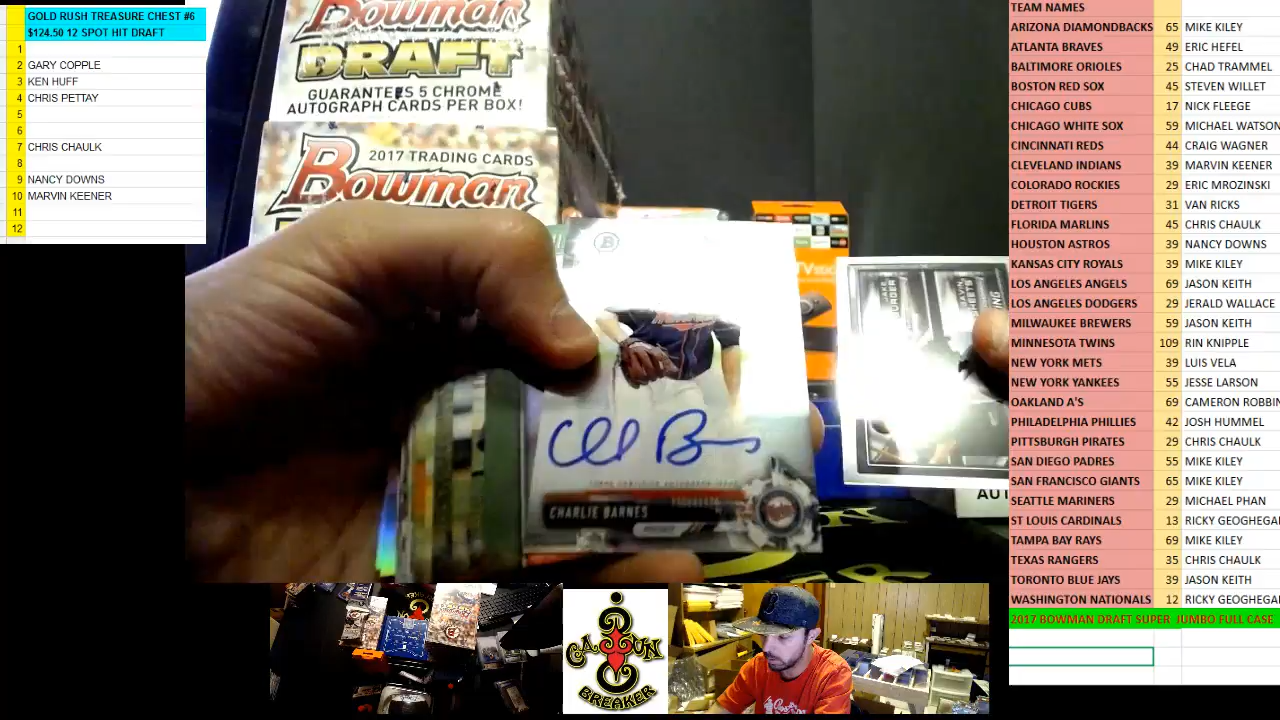 GOLD RUSH TREASURE CHEST #6
$124.50 12 SPOT HIT DRAFT
1
2 GARY COPPLE
3 KEN HUFF
4 CHRIS PETTAY
5
6
7 CHRIS CHAULK
8
9 NANCY DOWNS
10 MARVIN KEENER
11
12
Bowman
DRAFT
GUARANTEES 5 CHROME
AUTOGRAPH CARDS PER BOX!
2017 TRADING CARDS
Bowman
B
CHARLIE BARNES
AUT
TEAM NAMES
ARIZONA DIAMONDBACKS 65 MIKE KILEY
ATLANTA BRAVES 49 ERIC HEFEL
BALTIMORE ORIOLES 25 CHAD TRAMMEL
BOSTON RED SOX 45 STEVEN WILLET
CHICAGO CUBS 17 NICK FLEEGE
CHICAGO WHITE SOX 59 MICHAEL WATSON
CINCINNATI REDS 44 CRAIG WAGNER
CLEVELAND INDIANS 39 MARVIN KEENER
COLORADO ROCKIES 29 ERIC MROZINSKI
DETROIT TIGERS 31 VAN RICKS
FLORIDA MARLINS 45 CHRIS CHAULK
HOUSTON ASTROS 39 NANCY DOWNS
KANSAS CITY ROYALS 39 MIKE KILEY
LOS ANGELES ANGELS 69 JASON KEITH
LOS ANGELES DODGERS 29 JERALD WALLACE
MILWAUKEE BREWERS 59 JASON KEITH
MINNESOTA TWINS 109 RIN KNIPPLE
NEW YORK METS 39 LUIS VELA
NEW YORK YANKEES 55 JESSE LARSON
OAKLAND A'S 69 CAMERON ROBBIN
PHILADELPHIA PHILLIES 42 JOSH HUMMEL
PITTSBURGH PIRATES 29 CHRIS CHAULK
SAN DIEGO PADRES 55 MIKE KILEY
SAN FRANCISCO GIANTS 65 MIKE KILEY
SEATTLE MARINERS 29 MICHAEL PHAN
ST LOUIS CARDINALS 13 RICKY GEOGHEGA
TAMPA BAY RAYS 69 MIKE KILEY
TEXAS RANGERS 35 CHRIS CHAULK
TORONTO BLUE JAYS 39 JASON KEITH
WASHINGTON NATIONALS 12 RICKY GEOGHEGA
2017 BOWMAN DRAFT SUPER JUMBO FULL CASE
CAJUN
BREAKER